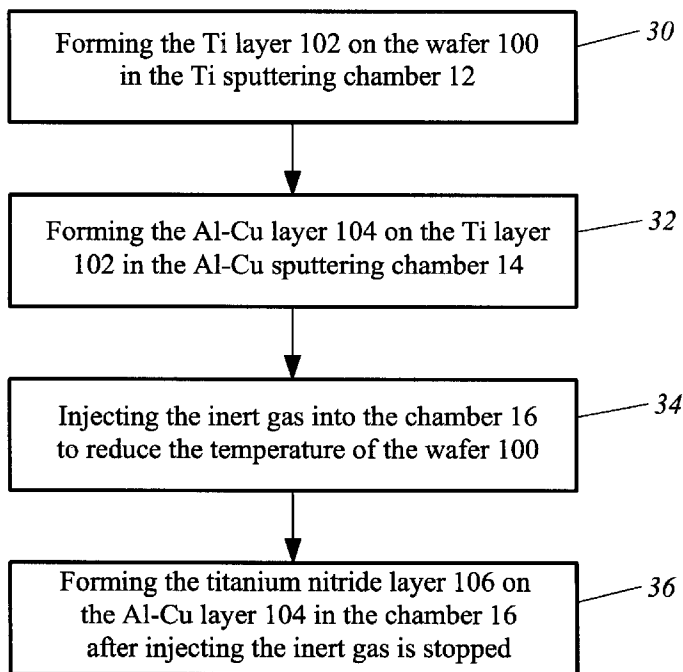 Forming the Ti layer 102 on the wafer 100
in the Ti sputtering chamber 12
30
Forming the Al-Cu layer 104 on the Ti layer
102 in the Al-Cu sputtering chamber 14
32
Injecting the inert gas into the chamber 16
to reduce the temperature of the wafer 100
34
Forming the titanium nitride layer 106 on
the Al-Cu layer 104 in the chamber 16
after injecting the inert gas is stopped
36